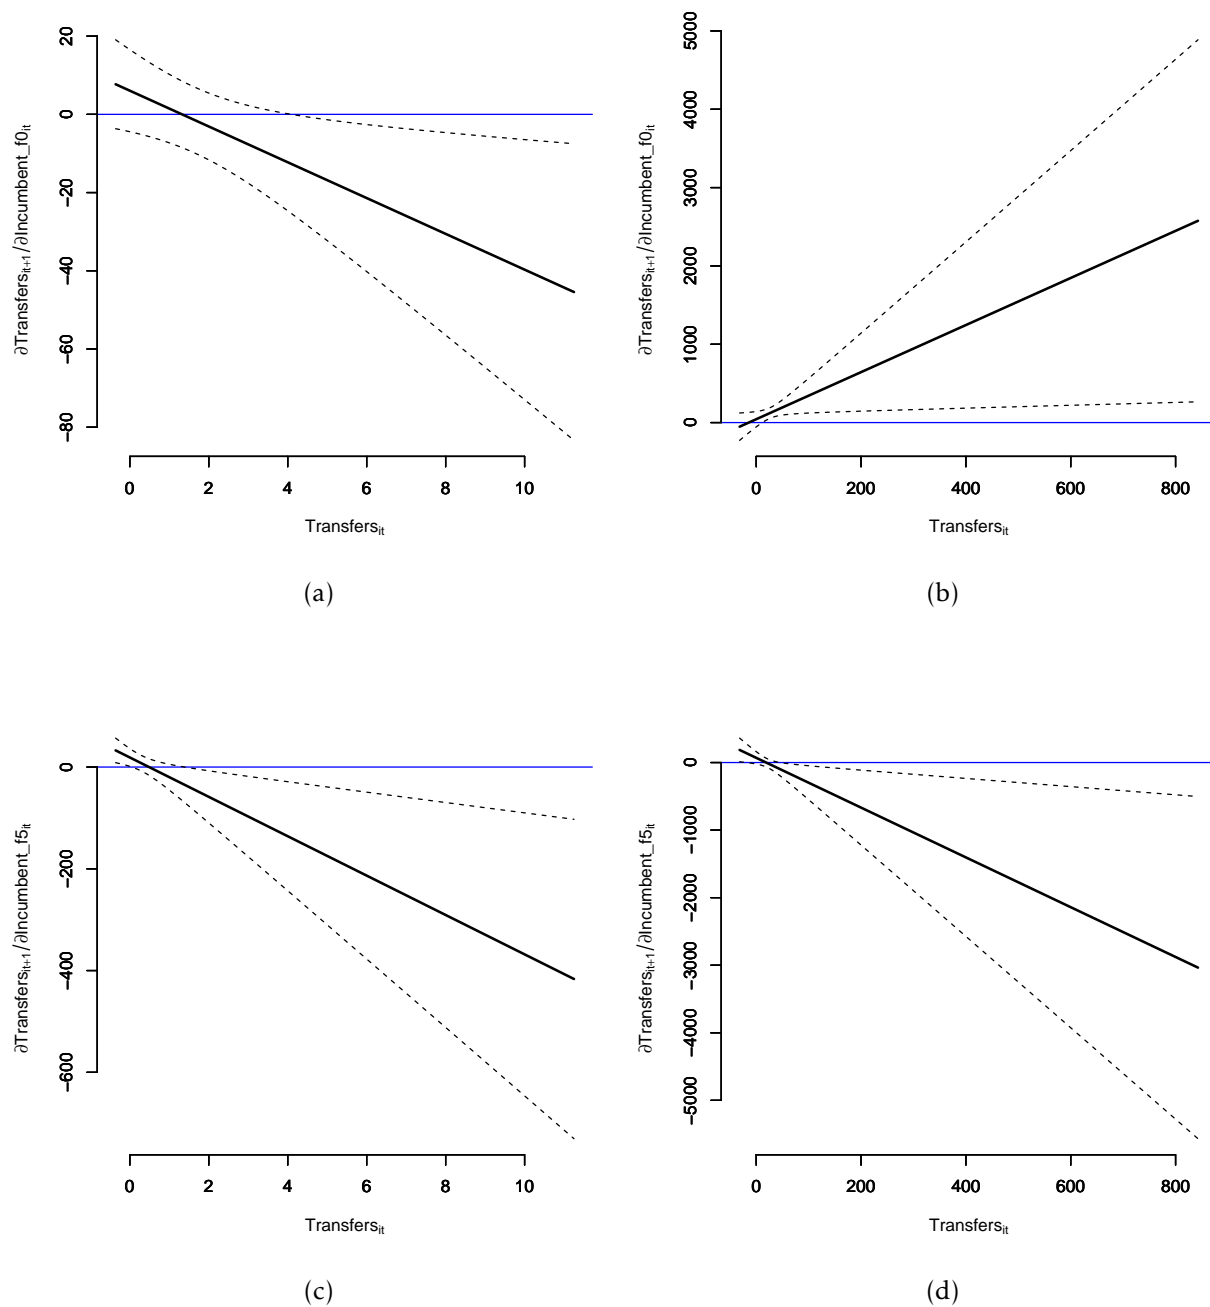 20
0
−20
−40
−60
−80
∂Transfers_it+1/∂Incumbent_f0_it
0 2 4 6 8 10
Transfers_it
(a)
5000
4000
3000
2000
1000
0
∂Transfers_it+1/∂Incumbent_f0_it
0 200 400 600 800
Transfers_it
(b)
0
−200
−400
−600
∂Transfers_it+1/∂Incumbent_f5_it
0 2 4 6 8 10
Transfers_it
(c)
0
−1000
−2000
−3000
−4000
−5000
∂Transfers_it+1/∂Incumbent_f5_it
0 200 400 600 800
Transfers_it
(d)